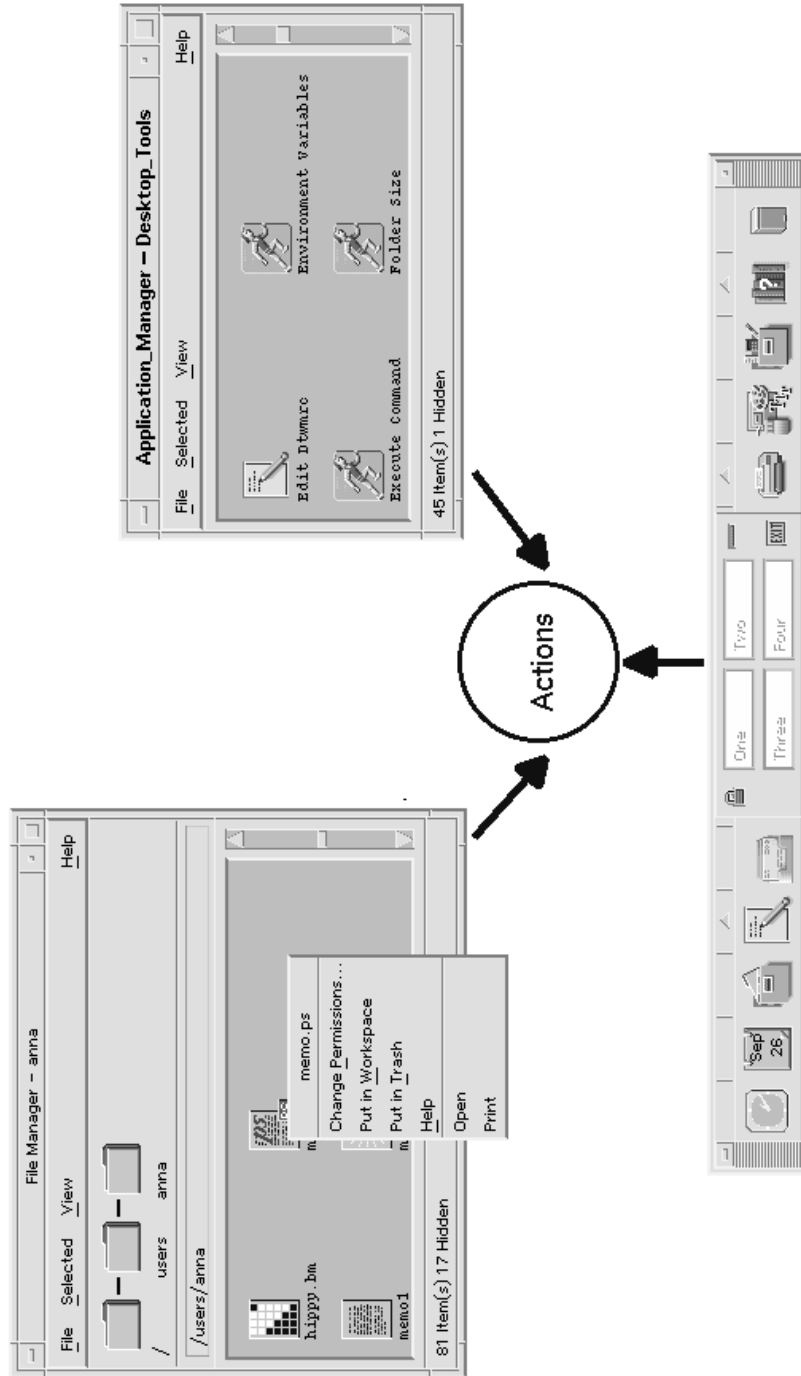 File Manager – anna
File Selected View Help
/ users anna
/users/anna
hippy.bm
memo1
memo.ps
Change Permissions...
Put in Workspace
Put in Trash
Help
Open
Print
81 Item(s) 17 Hidden
Application_Manager – Desktop_Tools
File Selected View Help
Edit Dtwmrc Environment Variables
Execute Command Folder Size
45 Item(s) 1 Hidden
Actions
Sep
26
One Two
Three Four
EXIT
?